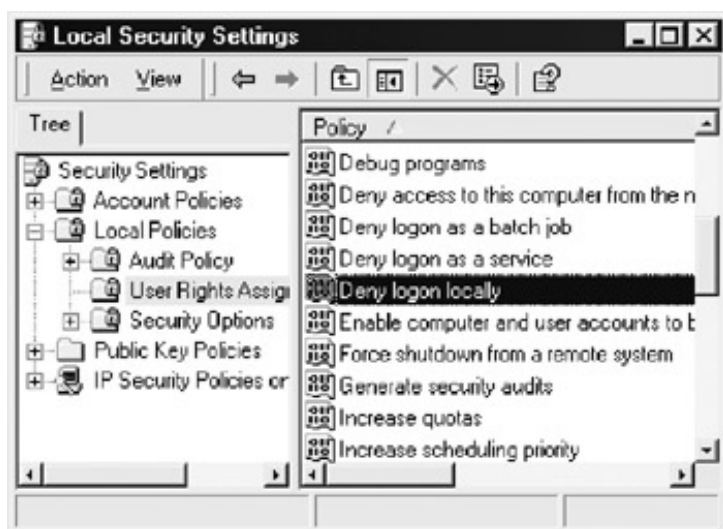 Local Security Settings
Action View
Tree
Security Settings
Account Policies
Local Policies
Audit Policy
User Rights Assign
Security Options
Public Key Policies
IP Security Policies or
Policy
Debug programs
Deny access to this computer from the n
Deny logon as a batch job
Deny logon as a service
Deny logon locally
Enable computer and user accounts to b
Force shutdown from a remote system
Generate security audits
Increase quotas
Increase scheduling priority